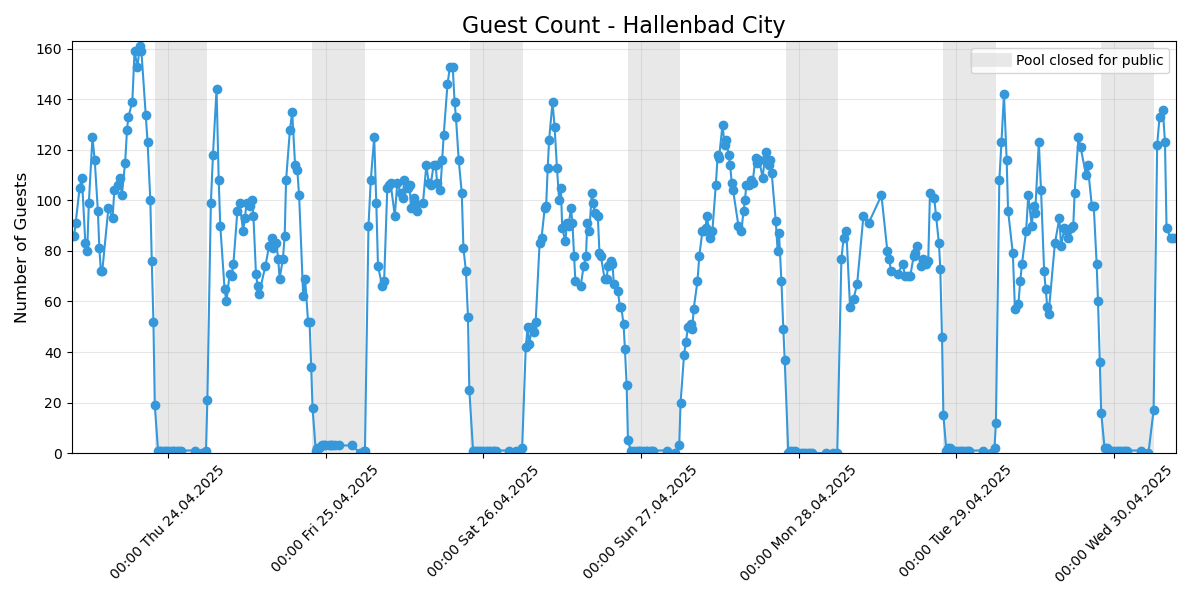 Guest Count - Hallenbad City
Pool closed for public
Number of Guests
160
140
120
100
80
60
40
20
0
00:00 Thu 24.04.2025
00:00 Fri 25.04.2025
00:00 Sat 26.04.2025
00:00 Sun 27.04.2025
00:00 Mon 28.04.2025
00:00 Tue 29.04.2025
00:00 Wed 30.04.2025